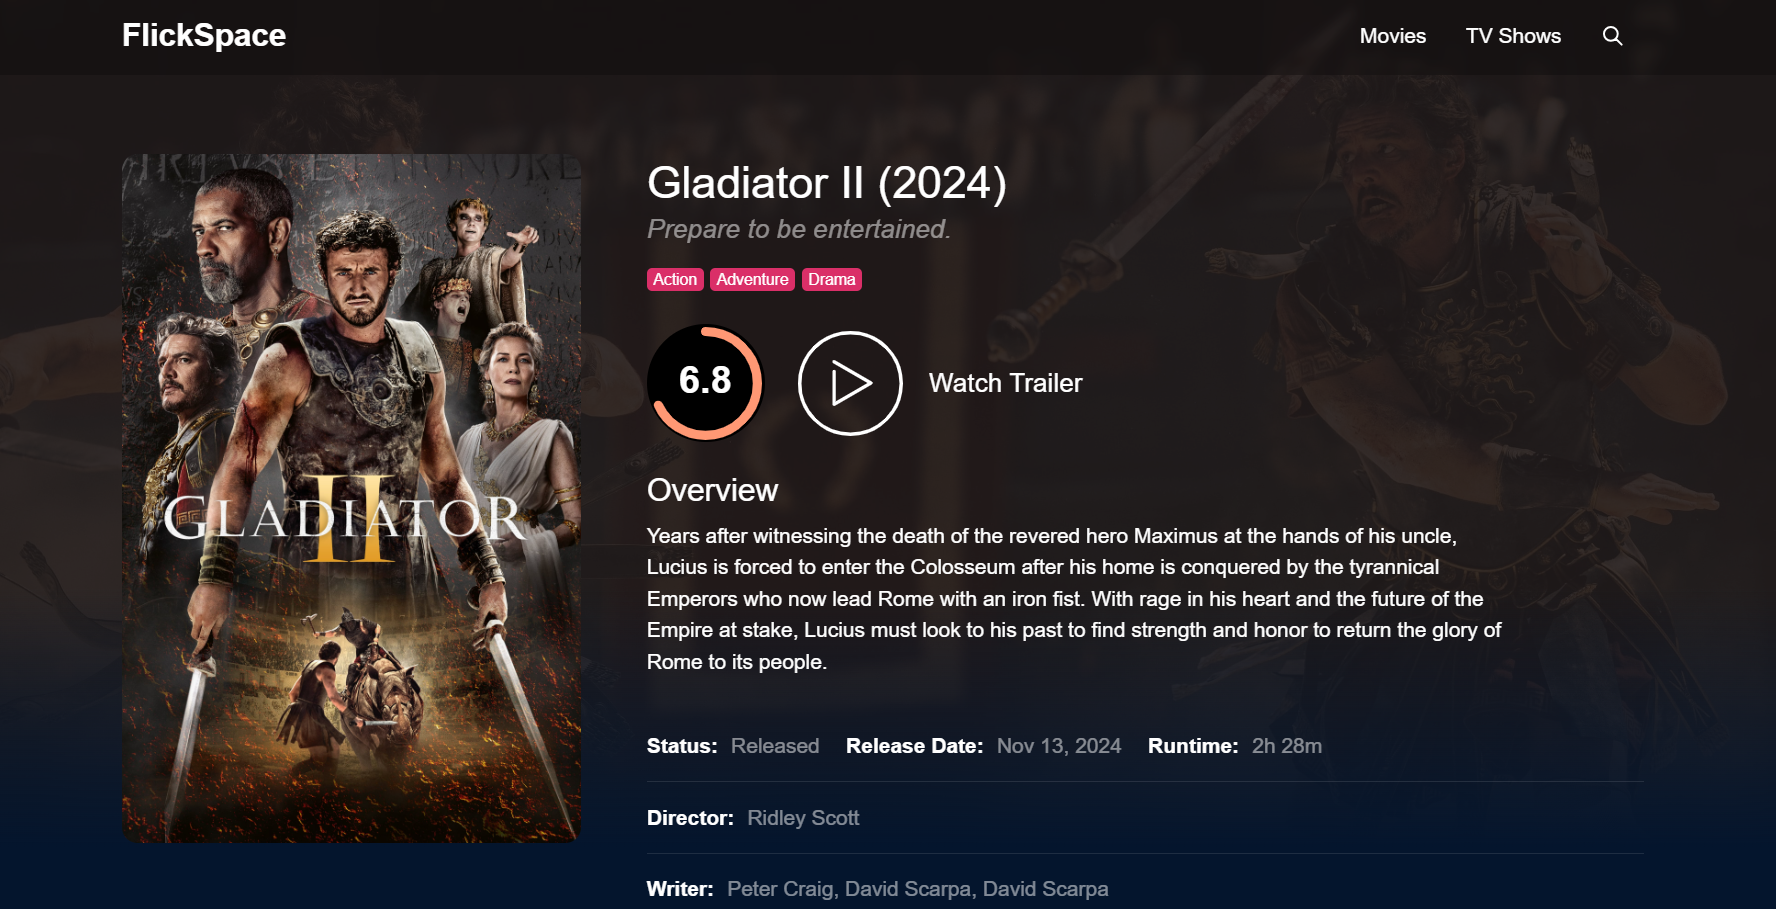 FlickSpace
Movies
TV Shows
Gladiator II (2024)
Prepare to be entertained.
Action
Adventure
Drama
6.8
Watch Trailer
Overview
Years after witnessing the death of the revered hero Maximus at the hands of his uncle,
Lucius is forced to enter the Colosseum after his home is conquered by the tyrannical
Emperors who now lead Rome with an iron fist. With rage in his heart and the future of the
Empire at stake, Lucius must look to his past to find strength and honor to return the glory of
Rome to its people.
Status: Released Release Date: Nov 13, 2024 Runtime: 2h 28m
Director: Ridley Scott
Writer: Peter Craig, David Scarpa, David Scarpa
GLADIATOR
II